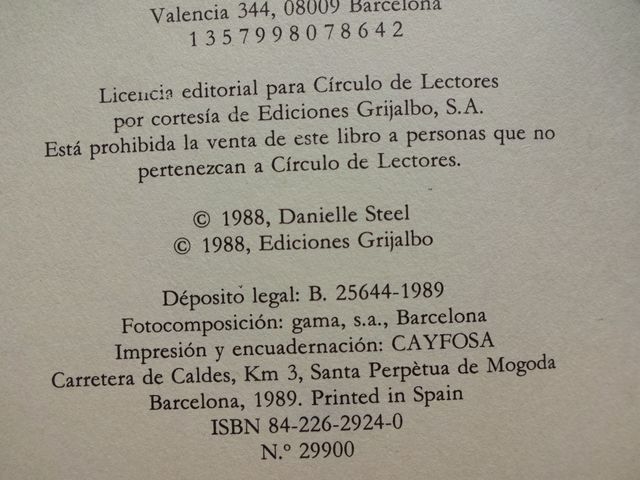 Valencia 344, 08009 Barcelona
1 3 5 7 9 9 8 0 7 8 6 4 2
Licencia editorial para Círculo de Lectores
por cortesía de Ediciones Grijalbo, S.A.
Está prohibida la venta de este libro a personas que no
pertenezcan a Círculo de Lectores.
© 1988, Danielle Steel
© 1988, Ediciones Grijalbo
Déposito legal: B. 25644-1989
Fotocomposición: gama, s.a., Barcelona
Impresión y encuadernación: CAYFOSA
Carretera de Caldes, Km 3, Santa Perpètua de Mogoda
Barcelona, 1989. Printed in Spain
ISBN 84-226-2924-0
N.º 29900